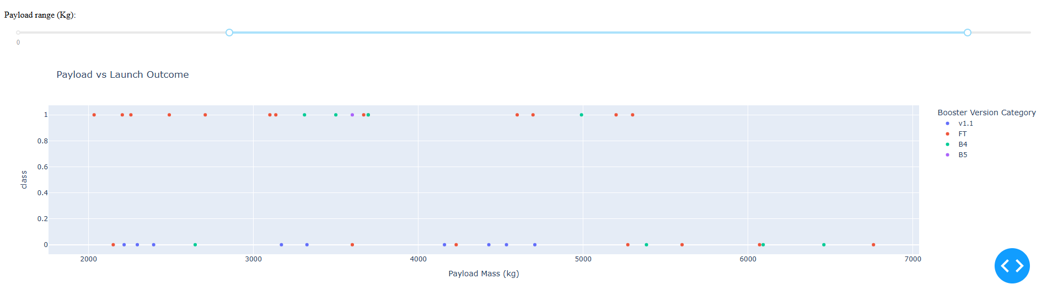 Payload range (Kg):
0
Payload vs Launch Outcome
Booster Version Category
v1.1
FT
B4
B5
1
0.8
0.6
0.4
0.2
0
class
2000 3000 4000 5000 6000 7000
Payload Mass (kg)